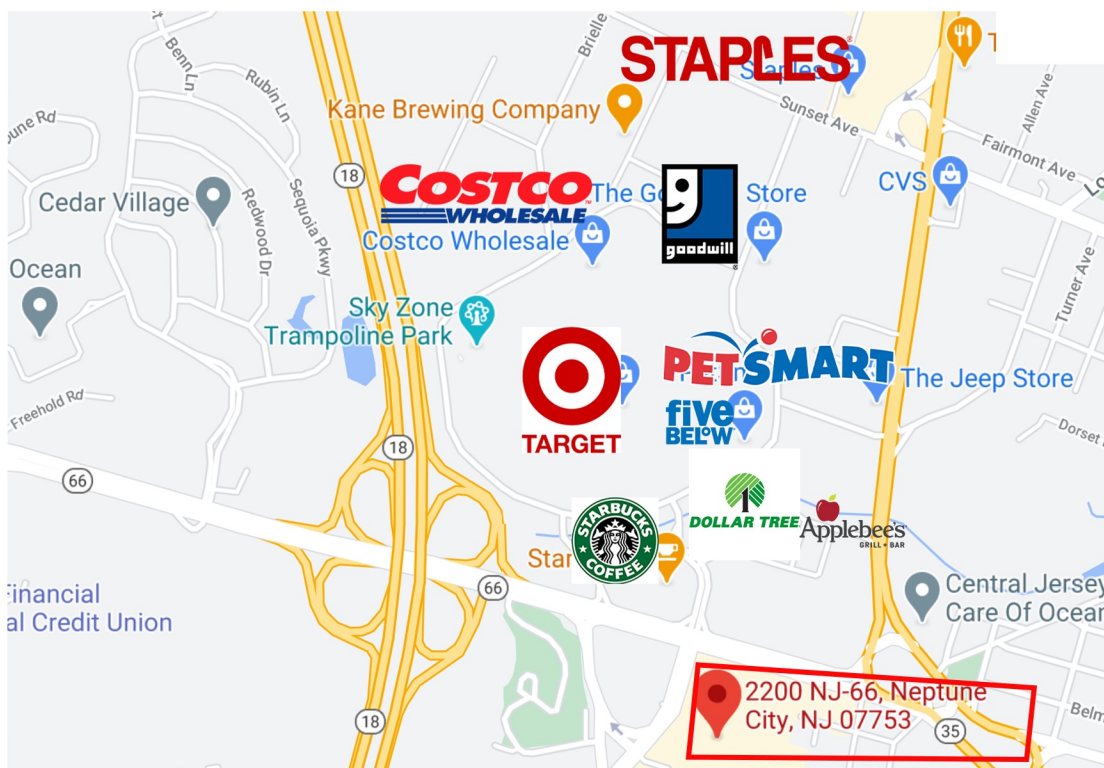 Benn Ln
Rubin Ln
Brielle
STAPLES
Staples
Kane Brewing Company
Sunset Ave
Allen Ave
Fairmont Ave
une Rd
18
COSTCO
WHOLESALE
The Go
Store
CVS
Lo
Cedar Village
Redwood Dr
Sequoia Pkwy
Costco Wholesale
goodwill
Ocean
Turner Ave
Sky Zone
Trampoline Park
PETSMART
The Jeep Store
Freehold Rd
five
BELOW
TARGET
Dorset
18
66
DOLLAR TREE
STARBUCKS
COFFEE
Star
Applebee's
GRILL + BAR
66
Central Jersey
Care Of Ocean
Financial
al Credit Union
2200 NJ-66, Neptune
City, NJ 07753
18
35
Belm